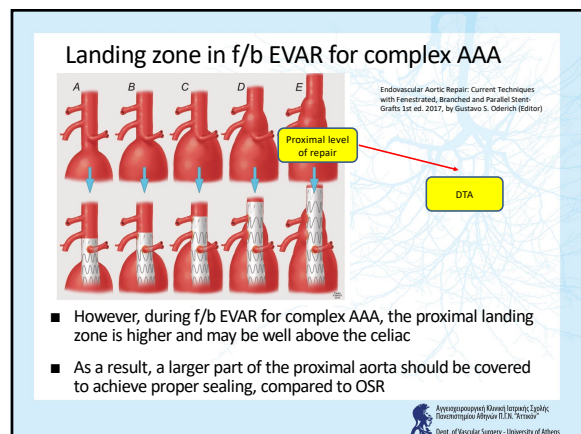 Landing zone in f/b EVAR for complex AAA
A B C D E
Endovascular Aortic Repair: Current Techniques
with Fenestrated, Branched and Parallel Stent-
Grafts 1st ed. 2017, by Gustavo S. Oderich (Editor)
Proximal level
of repair
DTA
■ However, during f/b EVAR for complex AAA, the proximal landing
zone is higher and may be well above the celiac
■ As a result, a larger part of the proximal aorta should be covered
to achieve proper sealing, compared to OSR
Αγγειοχειρουργική Κλινική Ιατρικής Σχολής
Πανεπιστημίου Αθηνών Π.Γ.Ν. "Αττικόν"
Dept. of Vascular Surgery - University of Athens